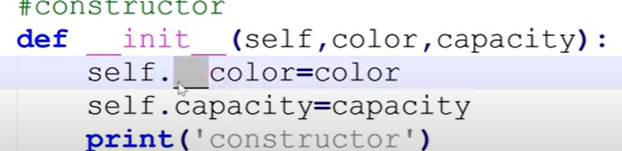 #constructor
def __init__(self,color,capacity):
self.__color=color
self.capacity=capacity
print('constructor')